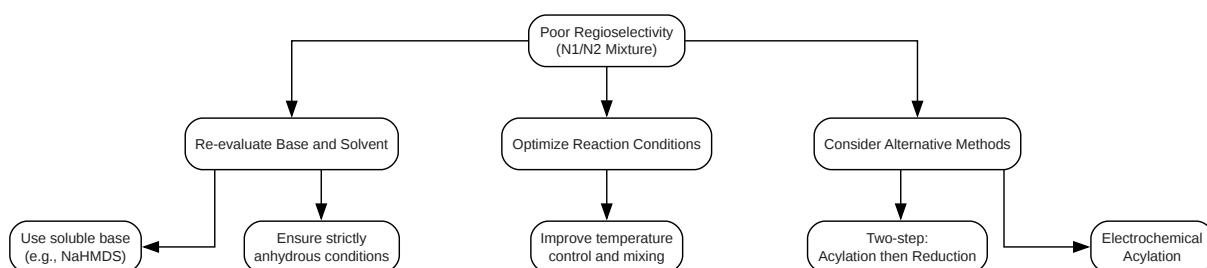 Poor Regioselectivity
(N1/N2 Mixture)
Re-evaluate Base and Solvent
Optimize Reaction Conditions
Consider Alternative Methods
Use soluble base
(e.g., NaHMDS)
Ensure strictly
anhydrous conditions
Improve temperature
control and mixing
Two-step:
Acylation then Reduction
Electrochemical
Acylation